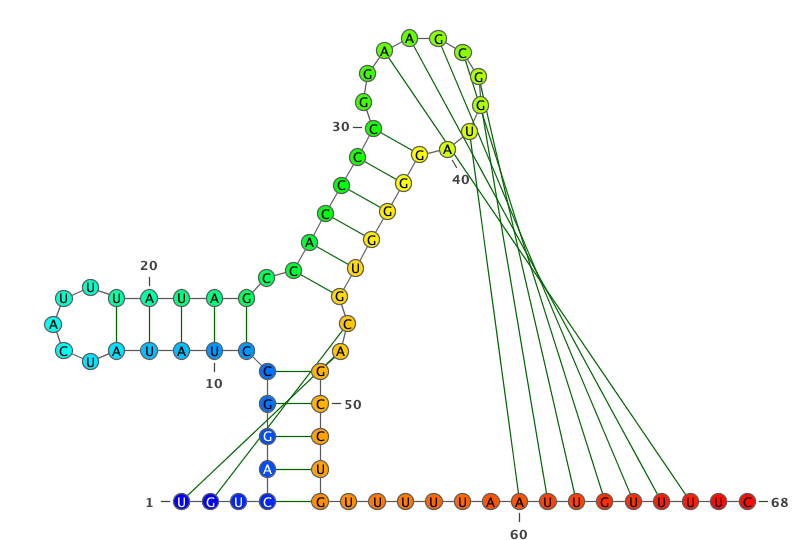 A G
A C
G G
G G
30 C U
C G A
40
C G
C G
A G
C C U
20
U U U A U A G G
A C
C U A U A U C A
10
C G
G C 50
G C
A U
1 U G U C G U U U U U A A U U G U U U U C 68
60